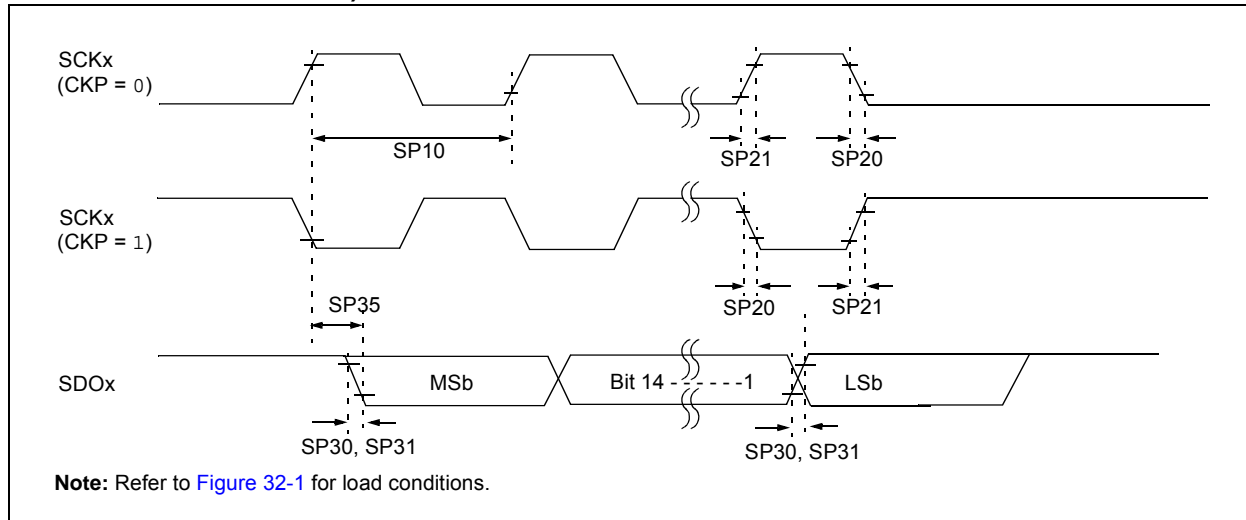 SCKx
(CKP = 0)
SP10
SP21
SP20
SCKx
(CKP = 1)
SP35
SP20
SP21
SDOx
MSb
Bit 14 - - - - - -1
LSb
SP30, SP31
SP30, SP31
Note: Refer to Figure 32-1 for load conditions.